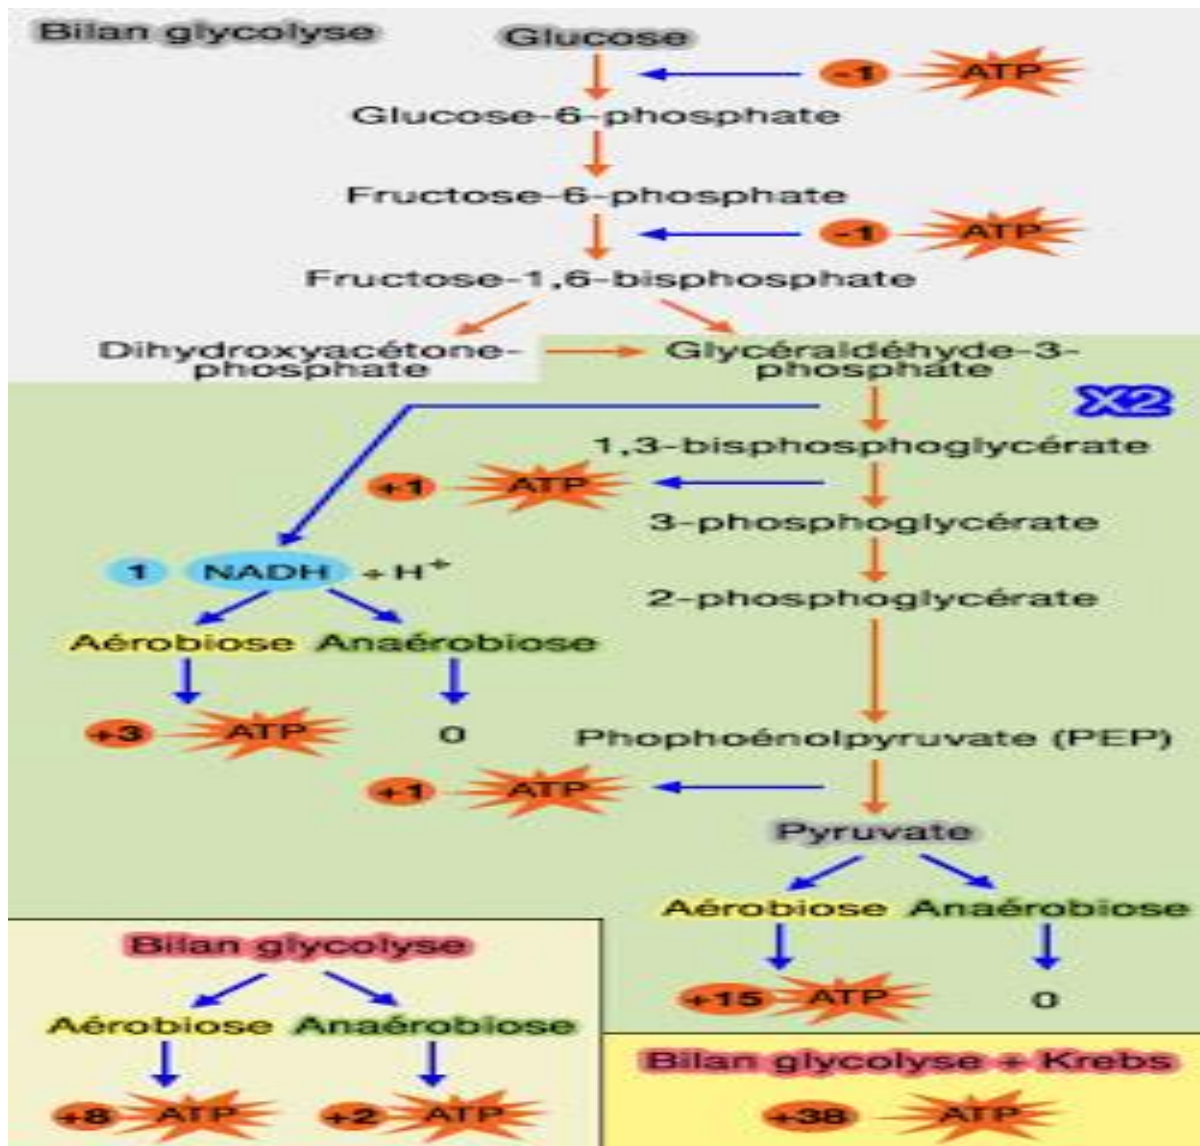 Bilan glycolyse
Glucose
-1 ATP
Glucose-6-phosphate
Fructose-6-phosphate
-1 ATP
Fructose-1,6-bisphosphate
Dihydroxyacétone-
phosphate
Glycéraldéhyde-3-
phosphate
X2
1,3-bisphosphoglycérate
+1 ATP
3-phosphoglycérate
1 NADH + H+
2-phosphoglycérate
Aérobiose Anaérobiose
+3 ATP 0
Phophoénolpyruvate (PEP)
+1 ATP
Pyruvate
Aérobiose Anaérobiose
+15 ATP 0
Bilan glycolyse
Aérobiose Anaérobiose
+8 ATP +2 ATP
Bilan glycolyse + Krebs
+38 ATP